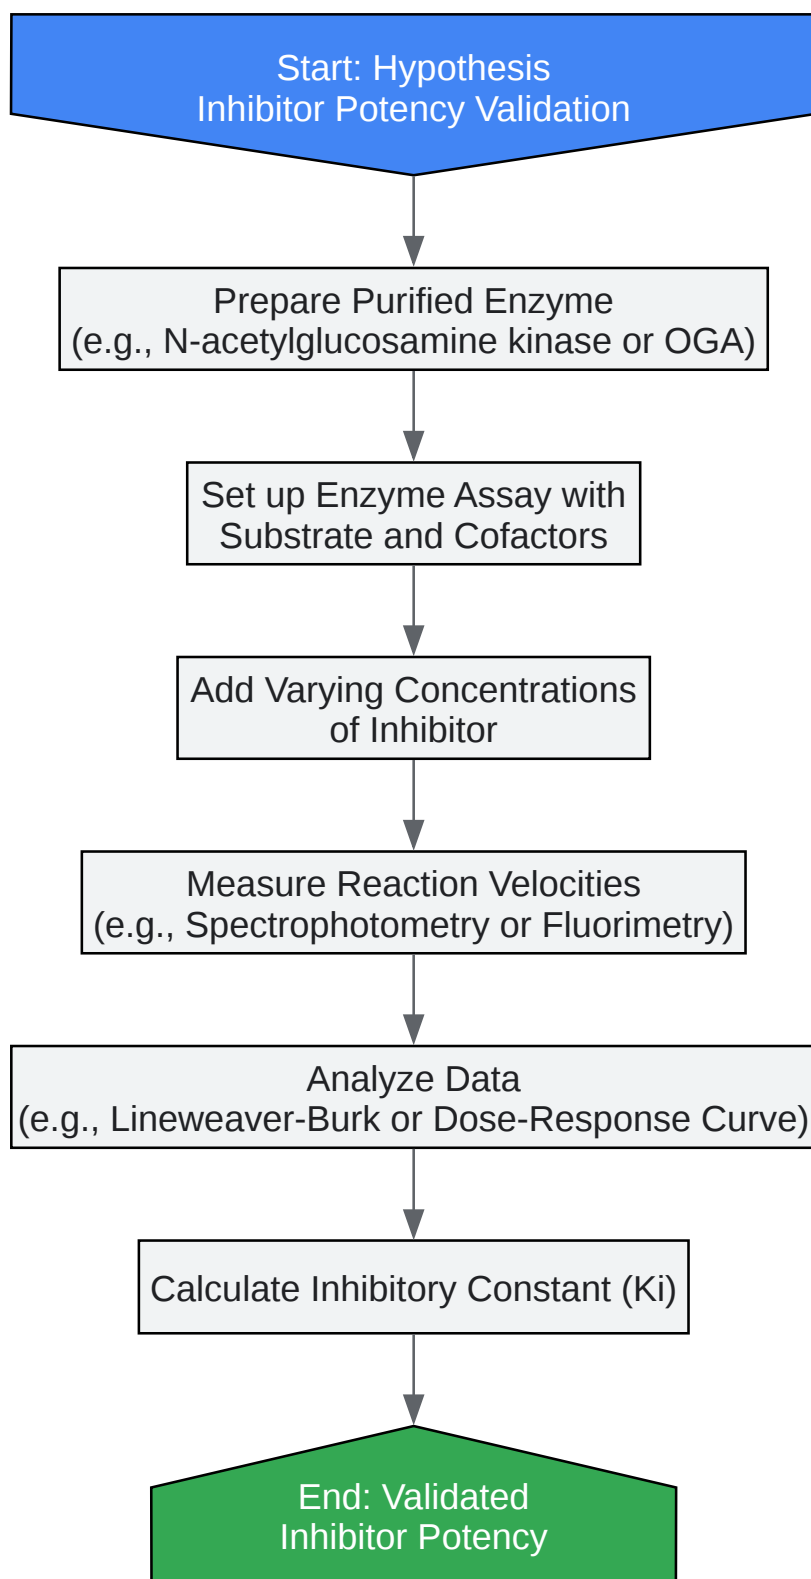 Start: Hypothesis
Inhibitor Potency Validation
Prepare Purified Enzyme
(e.g., N-acetylglucosamine kinase or OGA)
Set up Enzyme Assay with
Substrate and Cofactors
Add Varying Concentrations
of Inhibitor
Measure Reaction Velocities
(e.g., Spectrophotometry or Fluorimetry)
Analyze Data
(e.g., Lineweaver-Burk or Dose-Response Curve)
Calculate Inhibitory Constant (Ki)
End: Validated
Inhibitor Potency